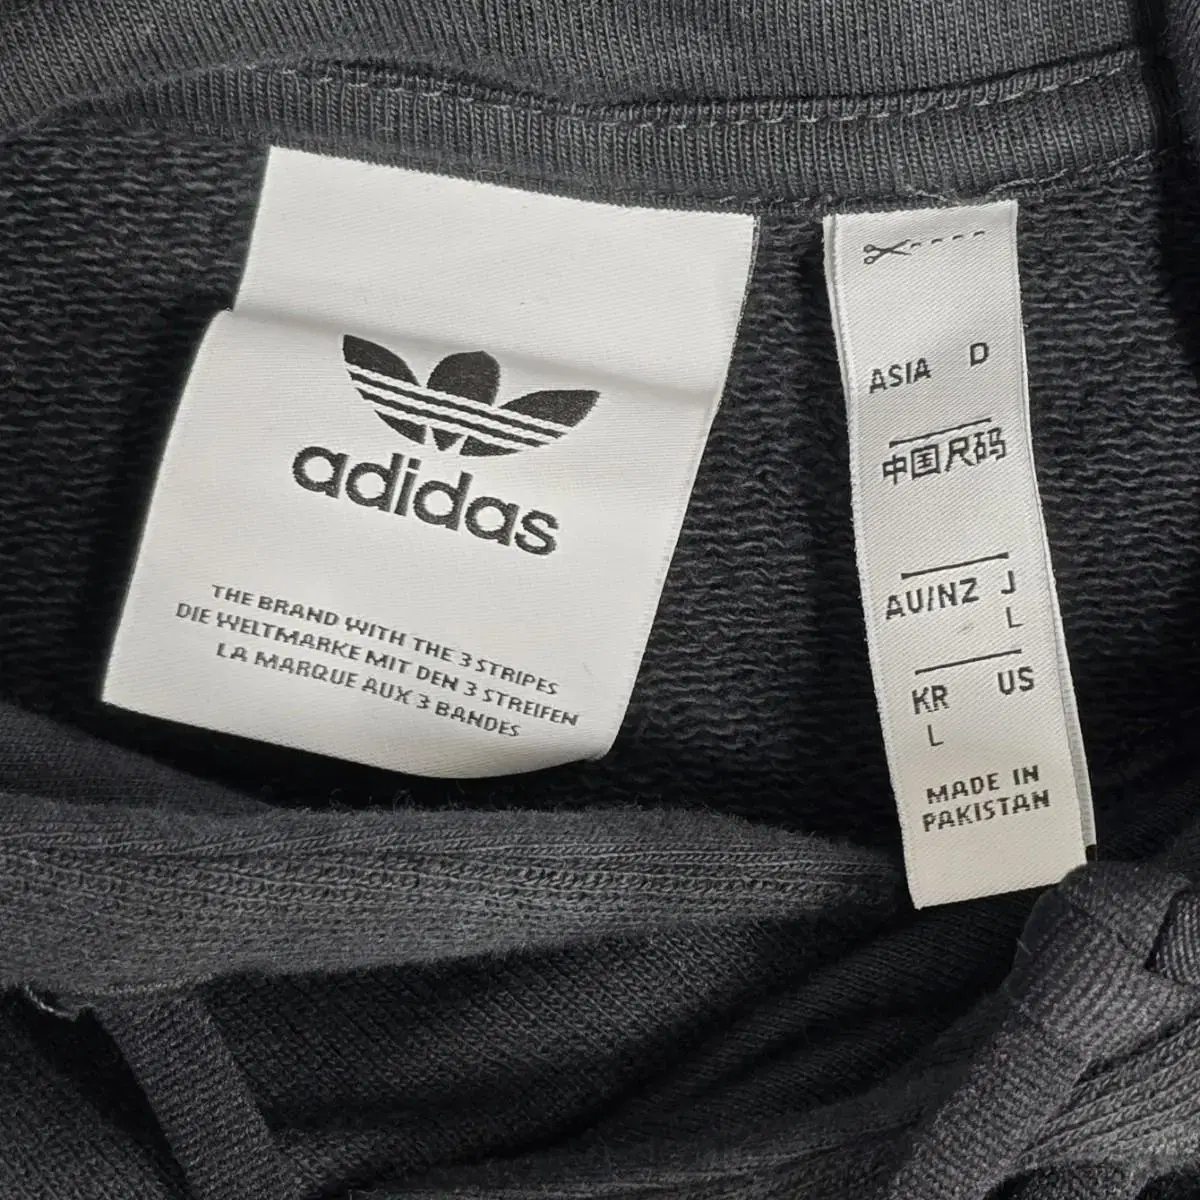 adidas
THE BRAND WITH THE 3 STRIPES
DIE WELTMARKE MIT DEN 3 STREIFEN
LA MARQUE AUX 3 BANDES
ASIA D
中国尺码
AU/NZ J
L
KR US
L
MADE IN
PAKISTAN